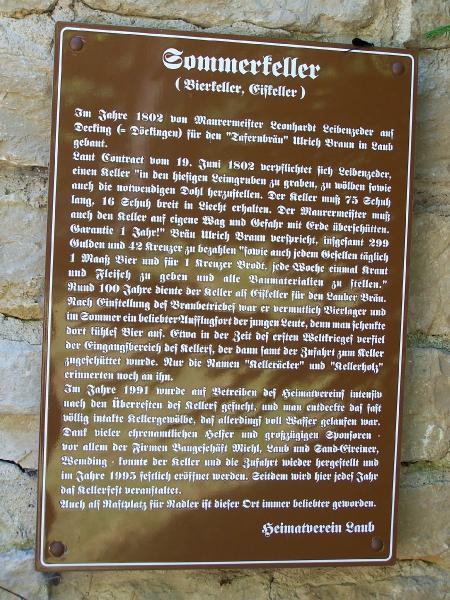 Sommerkeller
( Bierkeller, Eiskeller )
Im Jahre 1802 von Maurermeister Leonhardt Leibenzeder aus
Decking (= Döckingen) für den "Tafernbräu" Ulrich Braun in Laub
gebaut.
Laut Contract vom 19. Juni 1802 verpflichtet sich Leibenzeder,
einen Keller "in den hiesigen Leimgruben zu graben, zu wölben sowie
auch die notwendigen Dohl herzustellen. Der Keller muß 75 Schuh
lang, 16 Schuh breit in Liecht erhalten. Der Maurermeister muß
auch den Keller auf eigene Wag und Gefahr mit Erde überschütten.
Garantie 1 Jahr!" Bräu Ulrich Braun verspricht, insgesamt 299
Gulden und 42 Kreuzer zu bezahlen "sowie auch jedem Gesellen täglich
1 Maaß Bier und für 1 Kreuzer Brodt, jede Woche einmal Kraut
und Fleisch zu geben und alle Baumaterialien zu stellen."
Rund 100 Jahre diente der Keller als Eiskeller für den Lauber Bräu.
Nach Einstellung des Braubetriebes war er vermutlich Bierlager und
im Sommer ein beliebter Ausflugsort der jungen Leute, denn man schenkte
dort kühles Bier aus. Etwa in der Zeit des ersten Weltkriegs verfiel
der Eingangsbereich des Kellers, der dann samt der Zufahrt zum Keller
zugeschüttet wurde. Nur die Namen "Kelleräcker" und "Kellerholz"
erinnerten noch an ihn.
Im Jahre 1991 wurde auf Betreiben des Heimatvereins intensiv
nach den Überresten des Kellers gesucht, und man entdeckte das fast
völlig intakte Kellergewölbe, das allerdings voll Wasser gelaufen war.
Dank vieler ehrenamtlichen Helfer und großzügigen Sponsoren -
vor allem der Firmen Baugeschäft Miehl, Laub und Sand-Eireiner,
Wemding - konnte der Keller und die Zufahrt wieder hergestellt und
im Jahre 1995 festlich eröffnet werden. Seitdem wird hier jedes Jahr
das Kellerfest veranstaltet.
Auch als Rastplatz für Radler ist dieser Ort immer beliebter geworden.
Heimatverein Laub